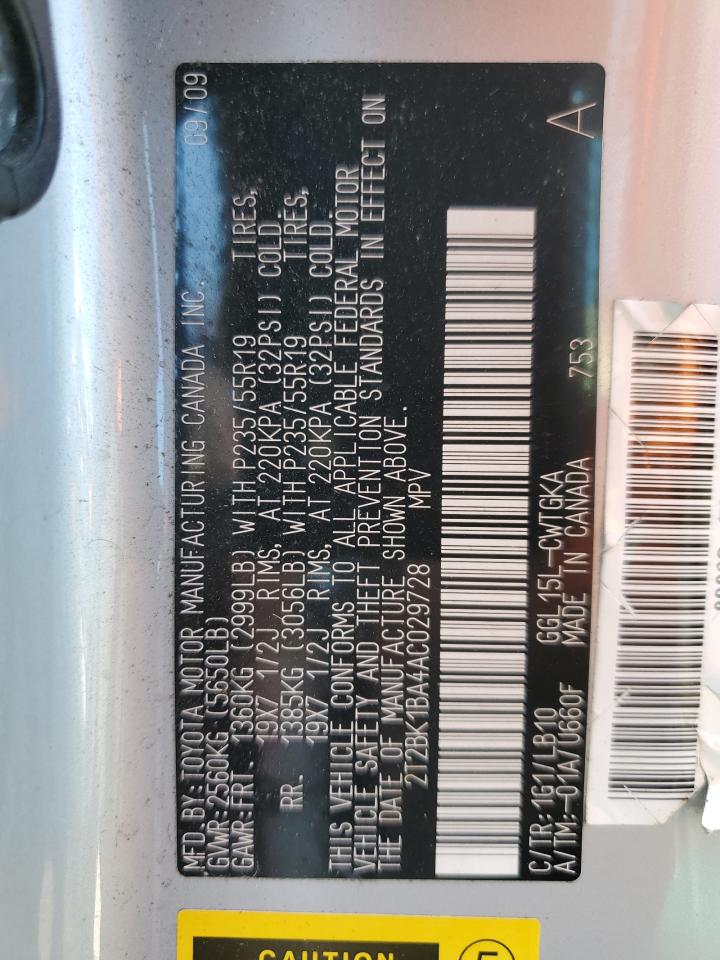 MFD.BY:TOYOTA MOTOR MANUFACTURING CANADA INC. 09/09
GVWR:2560KG (5650LB)
GAWR:FRT. 1360KG (2999LB) WITH P235/55R19 TIRES,
19X7 1/2J RIMS, AT 220KPA (32PSI) COLD.
RR. 1385KG (3056LB) WITH P235/55R19 TIRES,
19X7 1/2J RIMS, AT 220KPA (32PSI) COLD.
THIS VEHICLE CONFORMS TO ALL APPLICABLE FEDERAL MOTOR
VEHICLE SAFETY AND THEFT PREVENTION STANDARDS IN EFFECT ON
THE DATE OF MANUFACTURE SHOWN ABOVE.
2T2BK1BA4AC029728 MPV
A
C/TR:1G1/LB10 GGL15L-CWTGKA 753
A/TM:-01A/U660F MADE IN CANADA
CAUTION